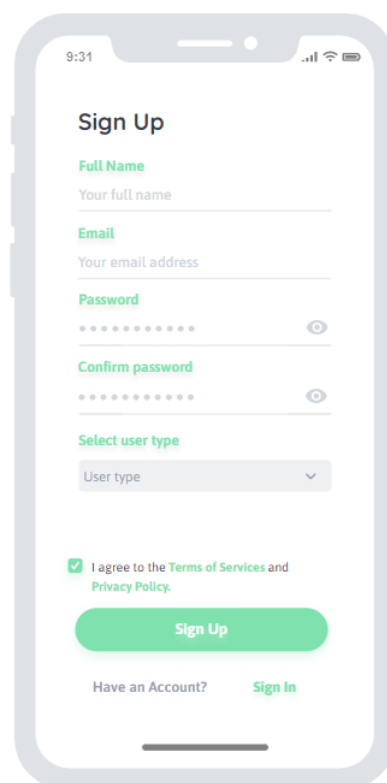 9:31
Sign Up
Full Name
Your full name
Email
Your email address
Password
Confirm password
Select user type
User type
I agree to the Terms of Services and
Privacy Policy.
Sign Up
Have an Account? Sign In